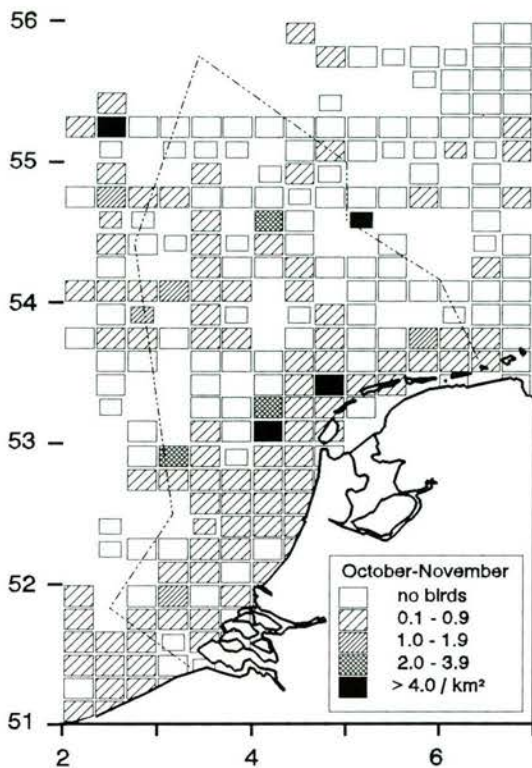 56
55
54
53
52
51
2 4 6
October-November
no birds
0.1 - 0.9
1.0 - 1.9
2.0 - 3.9
> 4.0 / km²